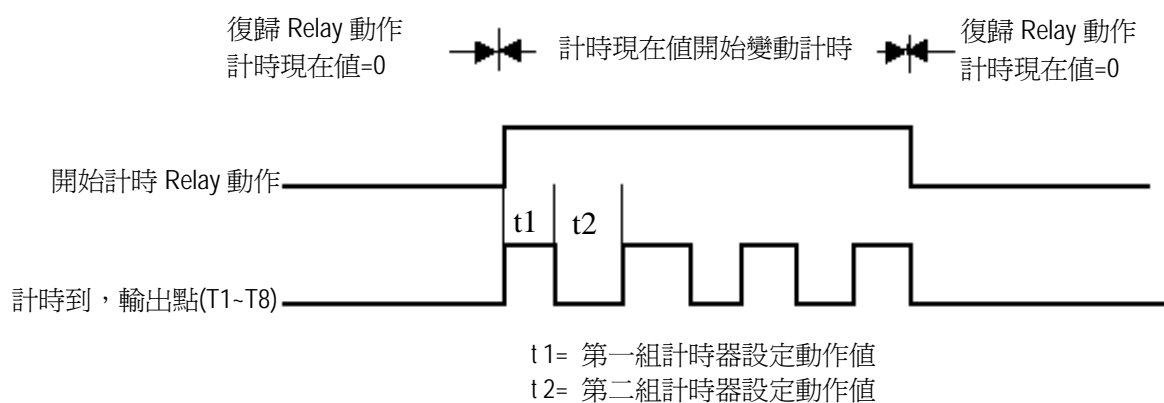 復歸 Relay 動作
計時現在值=0
計時現在值開始變動計時
復歸 Relay 動作
計時現在值=0
開始計時 Relay 動作
t1
t2
計時到，輸出點(T1~T8)
t1= 第一組計時器設定動作值
t2= 第二組計時器設定動作值